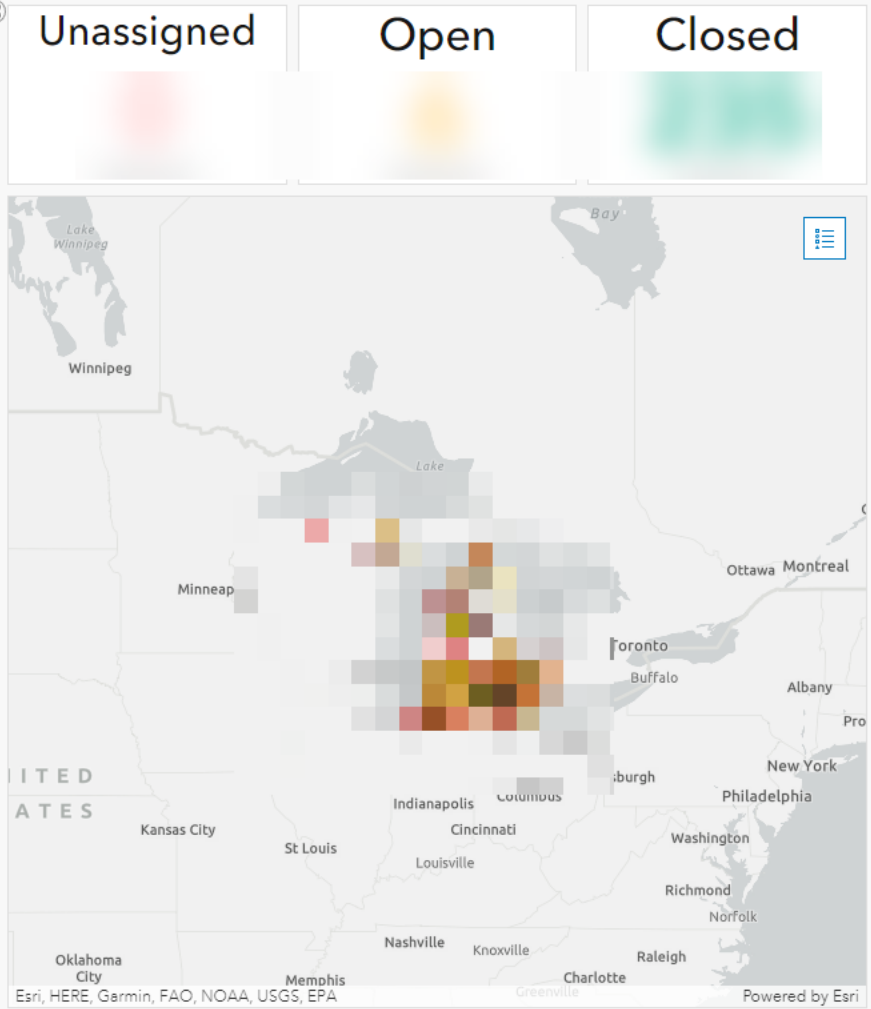 Unassigned
Open
Closed
Bay
Lake
Winnipeg
Winnipeg
Lake
Ottawa
Montreal
Minneap
Toronto
Buffalo
Albany
Pro
New York
sburgh
Philadelphia
ITED
ATES
Indianapolis
Columbus
Kansas City
Cincinnati
Washington
St Louis
Louisville
Richmond
Norfolk
Nashville
Knoxville
Raleigh
Oklahoma
City
Memphis
Charlotte
Greenville
Esri, HERE, Garmin, FAO, NOAA, USGS, EPA
Powered by Esri